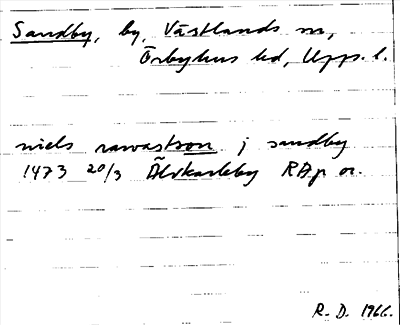 Sandby, by, Västlands sn,
Örbyhus hd, Upps. l.
niels rawastson j sandby
1473 20/3 Älvkarleby RAp or.
R. D. 1966.